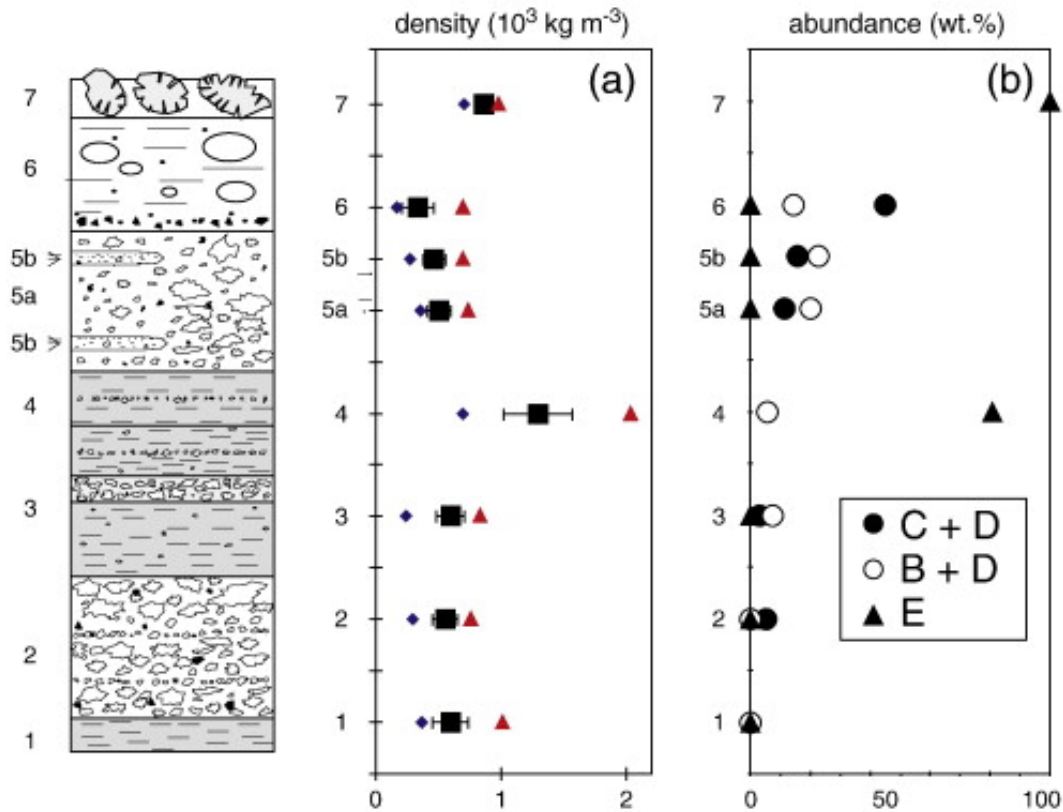 density (10³ kg m⁻³)
abundance (wt.%)
7
6
5b >
5a
5b >
4
3
2
1
(a)
7
6
5b
5a
4
3
2
1
0 1 2
(b)
7
6
5b
5a
4
3
2
1
C + D
B + D
E
0 50 100